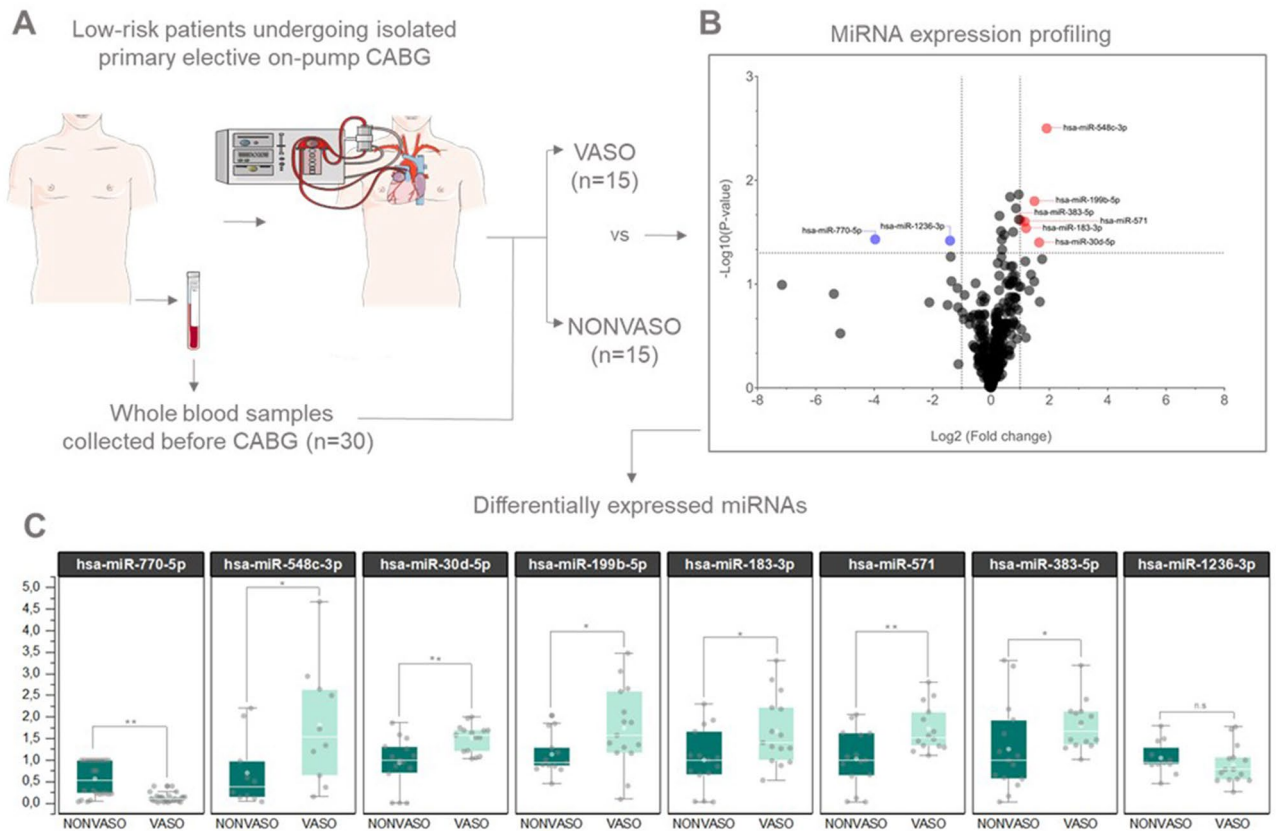 A
Low-risk patients undergoing isolated
primary elective on-pump CABG
VASO
(n=15)
vs
NONVASO
(n=15)
Whole blood samples
collected before CABG (n=30)
B
MiRNA expression profiling
3
2
1
0
-Log10(P-value)
hsa-miR-548c-3p
hsa-miR-199b-5p
hsa-miR-383-5p
hsa-miR-571
hsa-miR-183-3p
hsa-miR-30d-5p
hsa-miR-1236-3p
hsa-miR-770-5p
-8 -6 -4 -2 0 2 4 6 8
Log2 (Fold change)
Differentially expressed miRNAs
C
hsa-miR-770-5p hsa-miR-548c-3p hsa-miR-30d-5p hsa-miR-199b-5p hsa-miR-183-3p hsa-miR-571 hsa-miR-383-5p hsa-miR-1236-3p
5,0
4,5
4,0
3,5
3,0
2,5
2,0
1,5
1,0
0,5
0,0
** * ** * * ** * n.s
NONVASO VASO NONVASO VASO NONVASO VASO NONVASO VASO NONVASO VASO NONVASO VASO NONVASO VASO NONVASO VASO